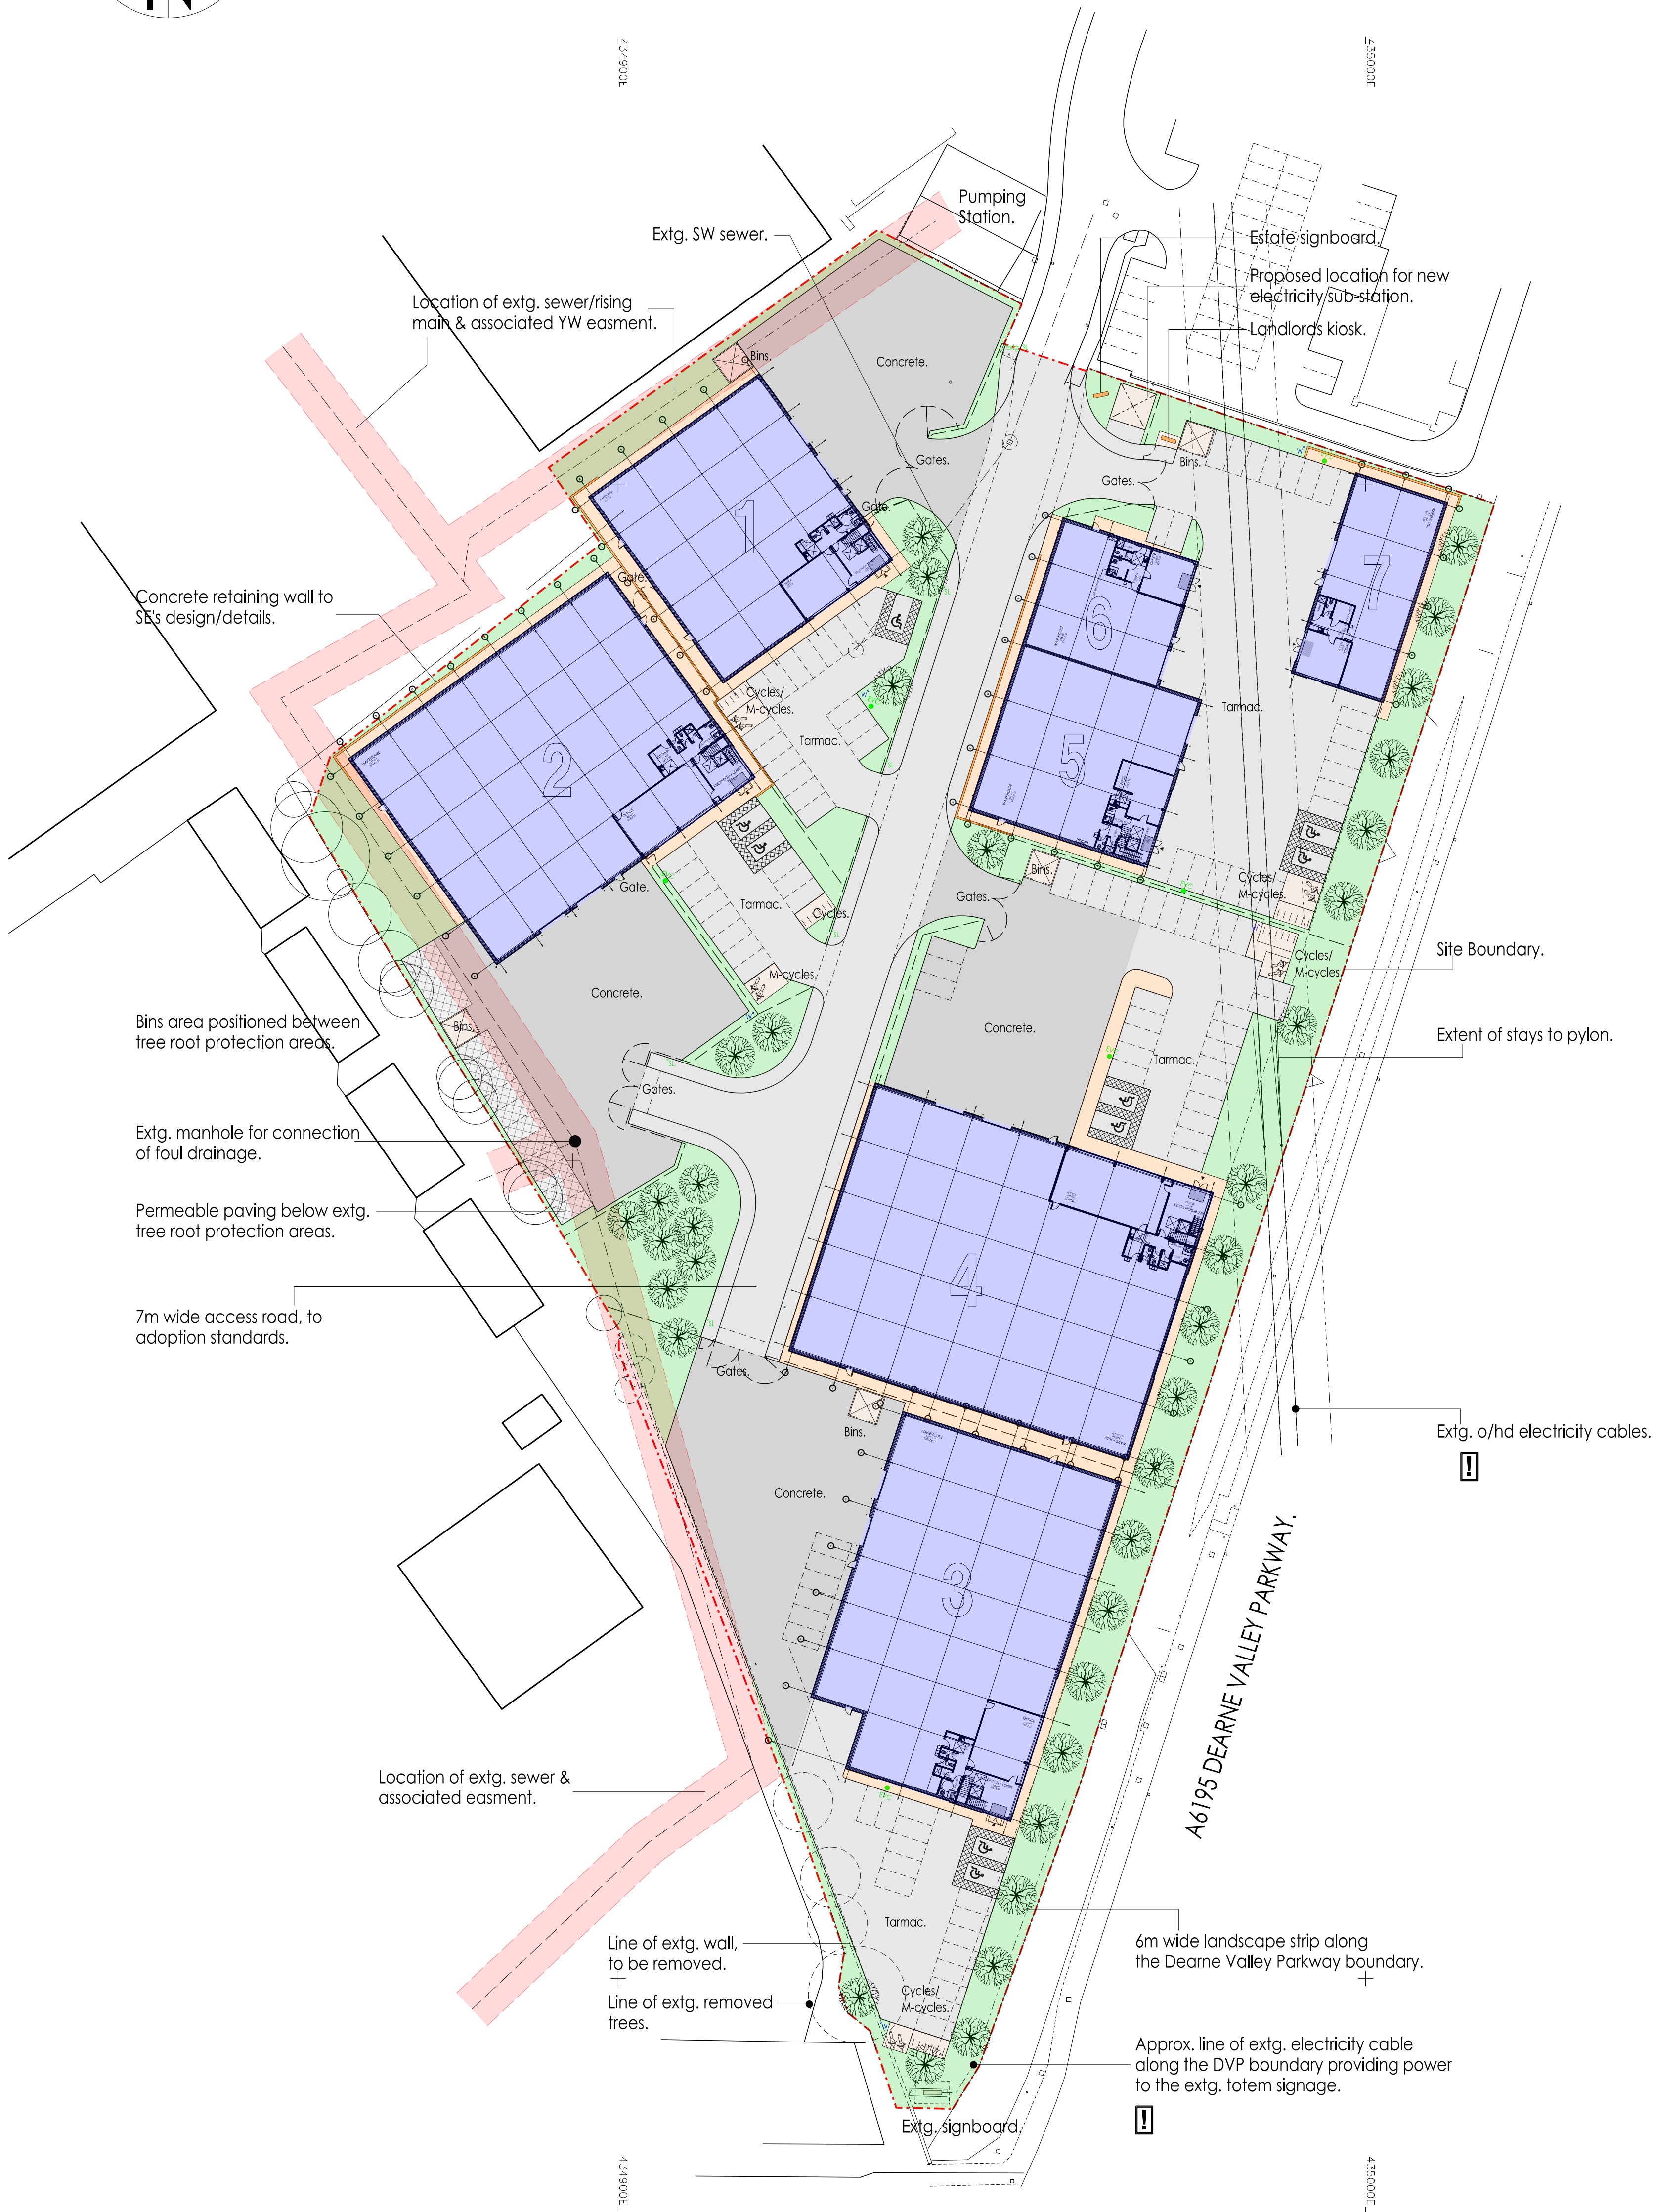 N
434900E
435000E
Pumping
Station.
Extg. SW sewer.
Estate signboard.
Proposed location for new
electricity sub-station.
Landlords kiosk.
Location of extg. sewer/rising
main & associated YW easment.
Bins.
Concrete.
Gates.
Bins.
Gates.
Gate.
1
7
6
Gate.
Concrete retaining wall to
SE's design/details.
Cycles/
M-cycles.
Tarmac.
Tarmac.
2
5
Bins.
Gate.
Gates.
Tarmac.
Cycles.
Cycles/
M-cycles.
Cycles/
M-cycles.
Site Boundary.
M-cycles.
Concrete.
Bins area positioned between
tree root protection areas.
Bins.
Concrete.
Tarmac.
Extent of stays to pylon.
Gates.
Extg. manhole for connection
of foul drainage.
Permeable paving below extg.
tree root protection areas.
4
7m wide access road, to
adoption standards.
Gates.
Bins.
Extg. o/hd electricity cables.
!
Concrete.
3
A6195 DEARNE VALLEY PARKWAY.
Location of extg. sewer &
associated easment.
EVC
Tarmac.
Line of extg. wall,
to be removed.
Line of extg. removed
trees.
Cycles/
M-cycles.
6m wide landscape strip along
the Dearne Valley Parkway boundary.
Approx. line of extg. electricity cable
along the DVP boundary providing power
to the extg. totem signage.
!
Extg. signboard.
434900E
435000E